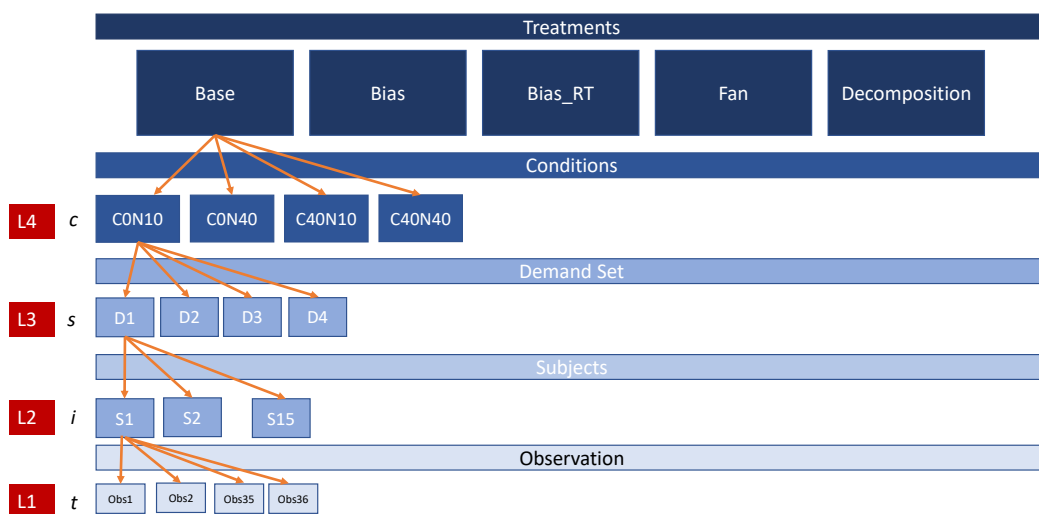 Treatments
Base Bias Bias_RT Fan Decomposition
Conditions
L4 c C0N10 C0N40 C40N10 C40N40
Demand Set
L3 s D1 D2 D3 D4
Subjects
L2 i S1 S2 S15
Observation
L1 t Obs1 Obs2 Obs35 Obs36